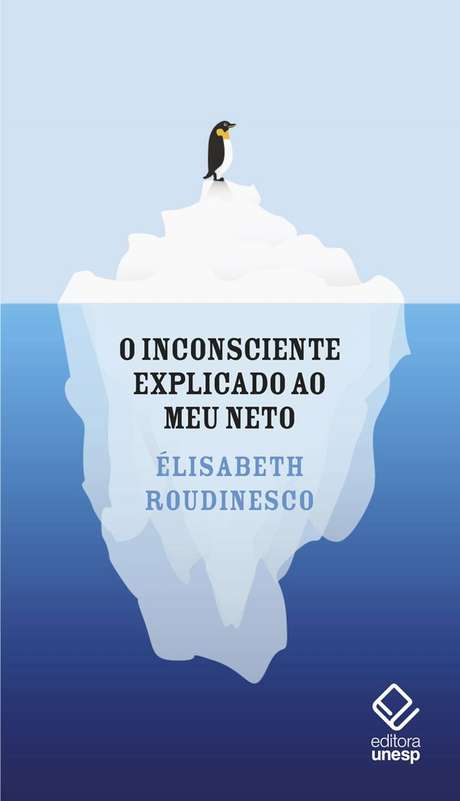 O INCONSCIENTE
EXPLICADO AO
MEU NETO
ÉLISABETH
ROUDINESCO
editora
unesp